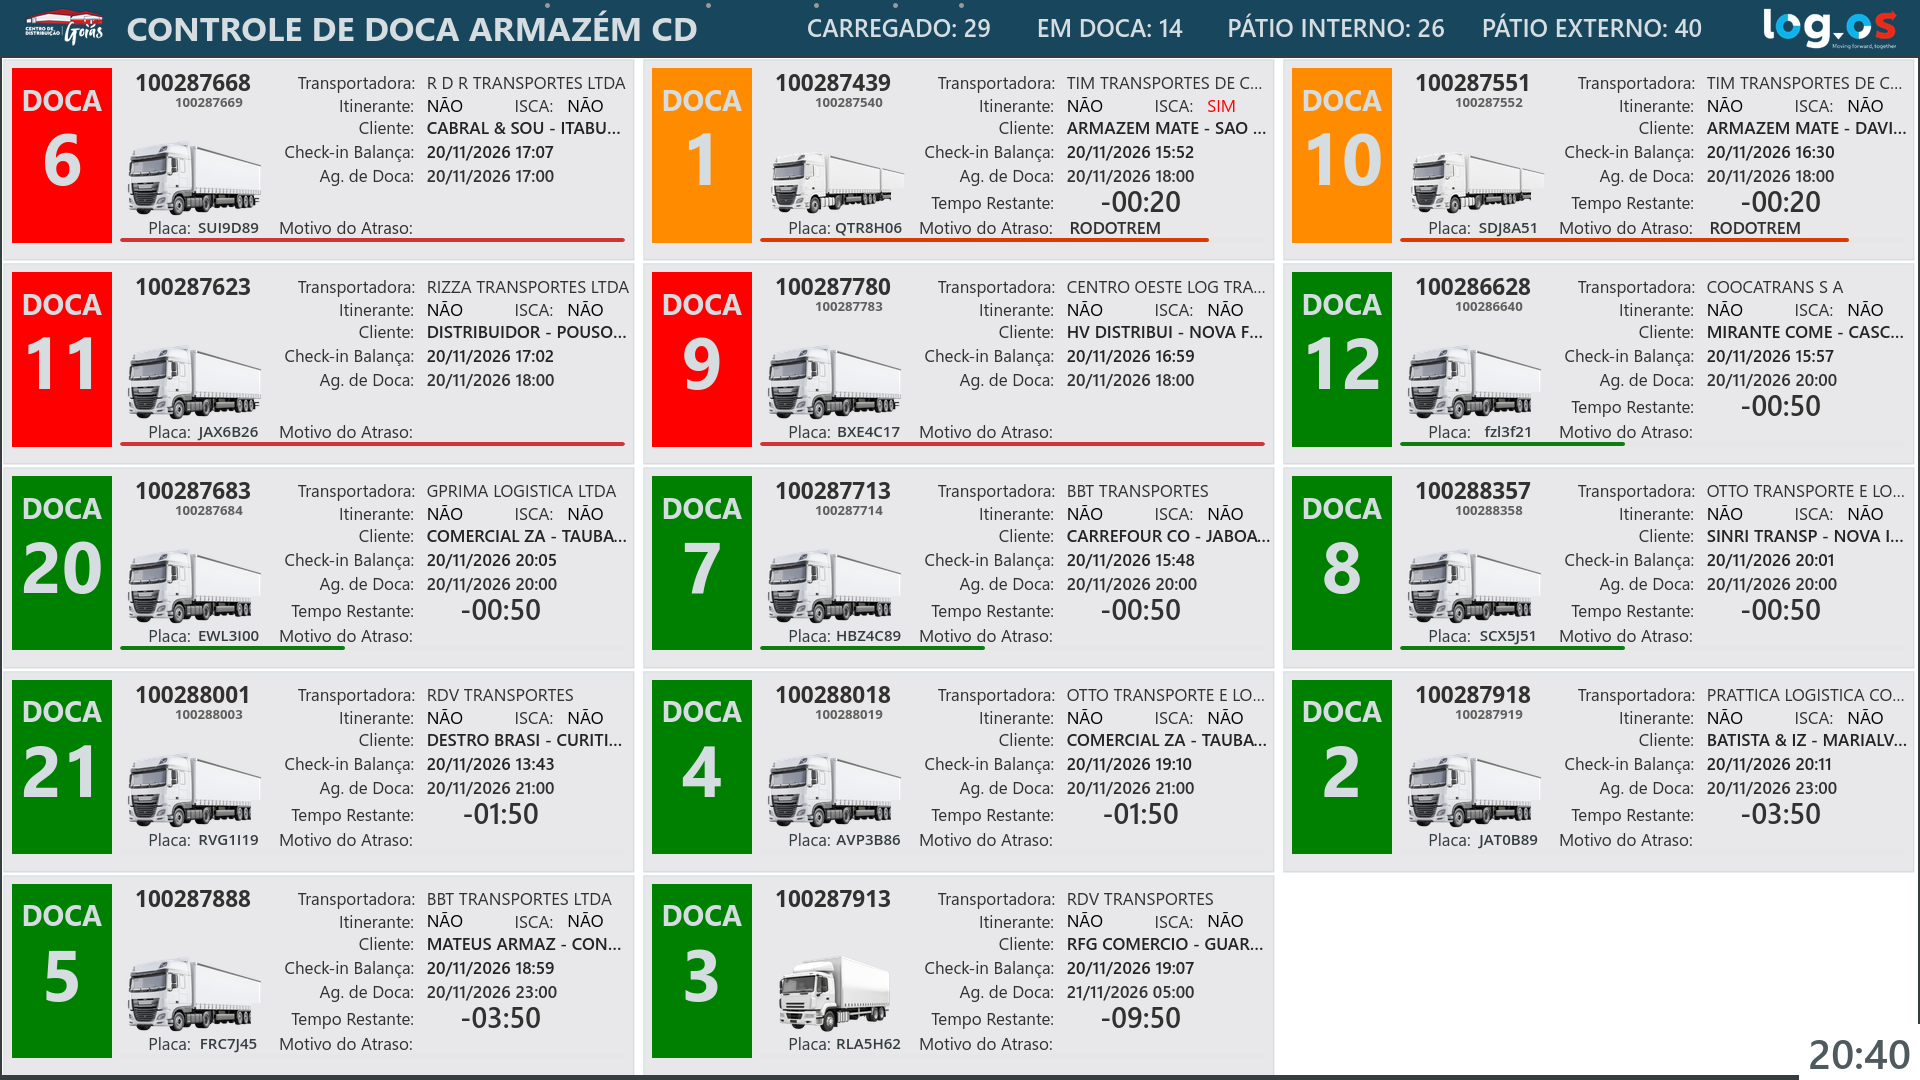 CENTRO DE
DISTRIBUIÇÃO Goiás
CONTROLE DE DOCA ARMAZÉM CD
CARREGADO: 29 EM DOCA: 14 PÁTIO INTERNO: 26 PÁTIO EXTERNO: 40
log.os
Moving forward, together
DOCA
6
100287668
100287669
Transportadora: R D R TRANSPORTES LTDA
Itinerante: NÃO ISCA: NÃO
Cliente: CABRAL & SOU - ITABU...
Check-in Balança: 20/11/2026 17:07
Ag. de Doca: 20/11/2026 17:00
Placa: SUI9D89 Motivo do Atraso:
DOCA
1
100287439
100287540
Transportadora: TIM TRANSPORTES DE C...
Itinerante: NÃO ISCA: SIM
Cliente: ARMAZEM MATE - SAO ...
Check-in Balança: 20/11/2026 15:52
Ag. de Doca: 20/11/2026 18:00
Tempo Restante: -00:20
Placa: QTR8H06 Motivo do Atraso: RODOTREM
DOCA
10
100287551
100287552
Transportadora: TIM TRANSPORTES DE C...
Itinerante: NÃO ISCA: NÃO
Cliente: ARMAZEM MATE - DAVI...
Check-in Balança: 20/11/2026 16:30
Ag. de Doca: 20/11/2026 18:00
Tempo Restante: -00:20
Placa: SDJ8A51 Motivo do Atraso: RODOTREM
DOCA
11
100287623
Transportadora: RIZZA TRANSPORTES LTDA
Itinerante: NÃO ISCA: NÃO
Cliente: DISTRIBUIDOR - POUSO...
Check-in Balança: 20/11/2026 17:02
Ag. de Doca: 20/11/2026 18:00
Placa: JAX6B26 Motivo do Atraso:
DOCA
9
100287780
100287783
Transportadora: CENTRO OESTE LOG TRA...
Itinerante: NÃO ISCA: NÃO
Cliente: HV DISTRIBUI - NOVA F...
Check-in Balança: 20/11/2026 16:59
Ag. de Doca: 20/11/2026 18:00
Placa: BXE4C17 Motivo do Atraso:
DOCA
12
100286628
100286640
Transportadora: COOCATRANS S A
Itinerante: NÃO ISCA: NÃO
Cliente: MIRANTE COME - CASC...
Check-in Balança: 20/11/2026 15:57
Ag. de Doca: 20/11/2026 20:00
Tempo Restante: -00:50
Placa: fzl3f21 Motivo do Atraso:
DOCA
20
100287683
100287684
Transportadora: GPRIMA LOGISTICA LTDA
Itinerante: NÃO ISCA: NÃO
Cliente: COMERCIAL ZA - TAUBA...
Check-in Balança: 20/11/2026 20:05
Ag. de Doca: 20/11/2026 20:00
Tempo Restante: -00:50
Placa: EWL3I00 Motivo do Atraso:
DOCA
7
100287713
100287714
Transportadora: BBT TRANSPORTES
Itinerante: NÃO ISCA: NÃO
Cliente: CARREFOUR CO - JABOA...
Check-in Balança: 20/11/2026 15:48
Ag. de Doca: 20/11/2026 20:00
Tempo Restante: -00:50
Placa: HBZ4C89 Motivo do Atraso:
DOCA
8
100288357
100288358
Transportadora: OTTO TRANSPORTE E LO...
Itinerante: NÃO ISCA: NÃO
Cliente: SINRI TRANSP - NOVA I...
Check-in Balança: 20/11/2026 20:01
Ag. de Doca: 20/11/2026 20:00
Tempo Restante: -00:50
Placa: SCX5J51 Motivo do Atraso:
DOCA
21
100288001
100288003
Transportadora: RDV TRANSPORTES
Itinerante: NÃO ISCA: NÃO
Cliente: DESTRO BRASI - CURITI...
Check-in Balança: 20/11/2026 13:43
Ag. de Doca: 20/11/2026 21:00
Tempo Restante: -01:50
Placa: RVG1I19 Motivo do Atraso:
DOCA
4
100288018
100288019
Transportadora: OTTO TRANSPORTE E LO...
Itinerante: NÃO ISCA: NÃO
Cliente: COMERCIAL ZA - TAUBA...
Check-in Balança: 20/11/2026 19:10
Ag. de Doca: 20/11/2026 21:00
Tempo Restante: -01:50
Placa: AVP3B86 Motivo do Atraso:
DOCA
2
100287918
100287919
Transportadora: PRATTICA LOGISTICA CO...
Itinerante: NÃO ISCA: NÃO
Cliente: BATISTA & IZ - MARIALV...
Check-in Balança: 20/11/2026 20:11
Ag. de Doca: 20/11/2026 23:00
Tempo Restante: -03:50
Placa: JAT0B89 Motivo do Atraso:
DOCA
5
100287888
Transportadora: BBT TRANSPORTES LTDA
Itinerante: NÃO ISCA: NÃO
Cliente: MATEUS ARMAZ - CON...
Check-in Balança: 20/11/2026 18:59
Ag. de Doca: 20/11/2026 23:00
Tempo Restante: -03:50
Placa: FRC7J45 Motivo do Atraso:
DOCA
3
100287913
Transportadora: RDV TRANSPORTES
Itinerante: NÃO ISCA: NÃO
Cliente: RFG COMERCIO - GUAR...
Check-in Balança: 20/11/2026 19:07
Ag. de Doca: 21/11/2026 05:00
Tempo Restante: -09:50
Placa: RLA5H62 Motivo do Atraso:
20:40